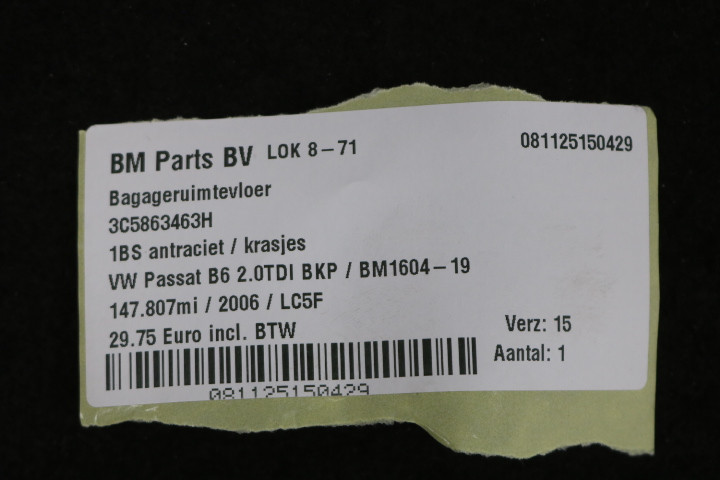 BM Parts BV LOK 8-71 081125150429
Bagageruimtevloer
3C5863463H
1BS antraciet / krasjes
VW Passat B6 2.0TDI BKP / BM1604-19
147.807mi / 2006 / LC5F
29.75 Euro incl. BTW Verz: 15
Aantal: 1
081125150429